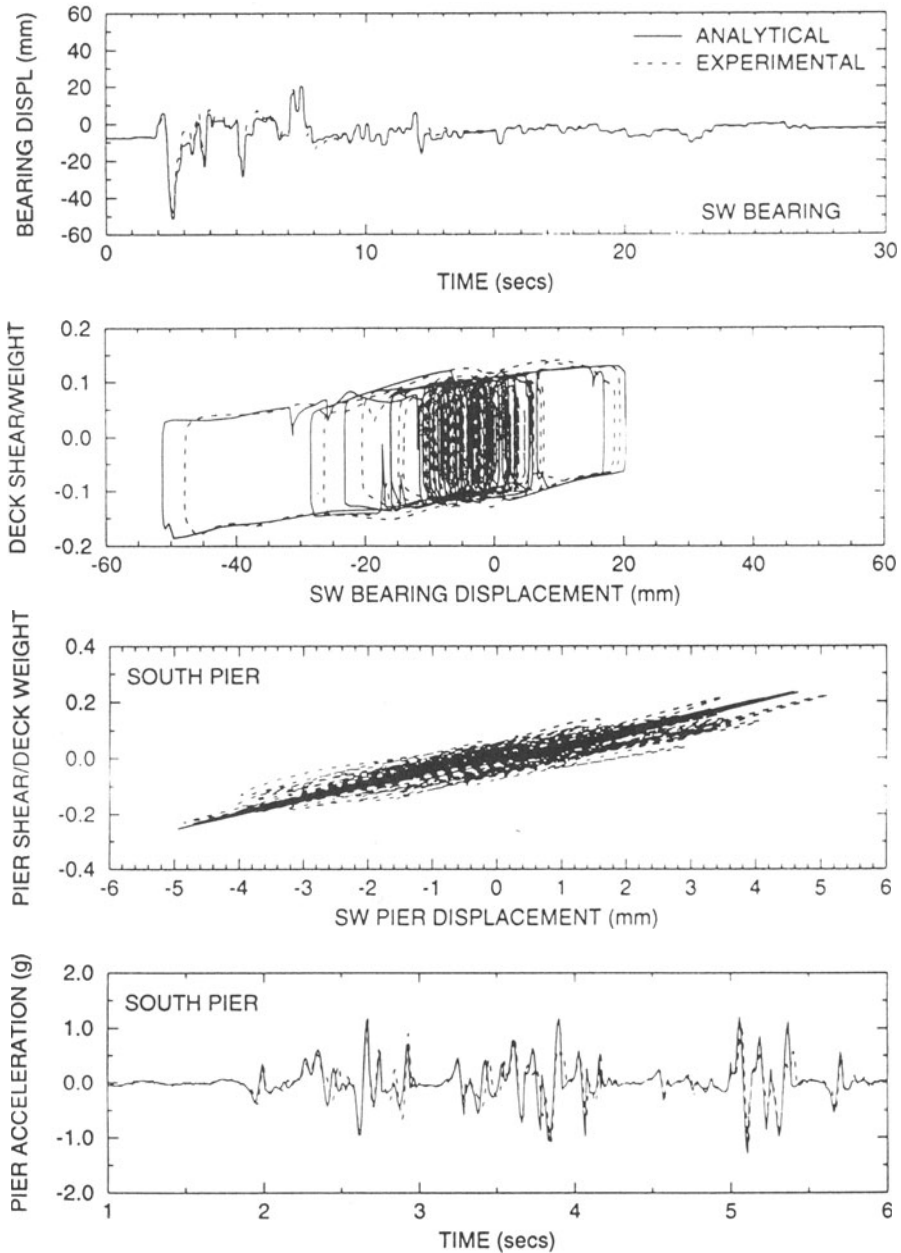 60
40
20
0
-20
-40
-60
BEARING DISPL (mm)
ANALYTICAL
EXPERIMENTAL
SW BEARING
0 10 20 30
TIME (secs)
0.2
0.1
0.0
-0.1
-0.2
DECK SHEAR/WEIGHT
-60 -40 -20 0 20 40 60
SW BEARING DISPLACEMENT (mm)
0.4
0.2
0.0
-0.2
-0.4
PIER SHEAR/DECK WEIGHT
SOUTH PIER
-6 -5 -4 -3 -2 -1 0 1 2 3 4 5 6
SW PIER DISPLACEMENT (mm)
2.0
1.0
0.0
-1.0
-2.0
PIER ACCELERATION (g)
SOUTH PIER
1 2 3 4 5 6
TIME (secs)